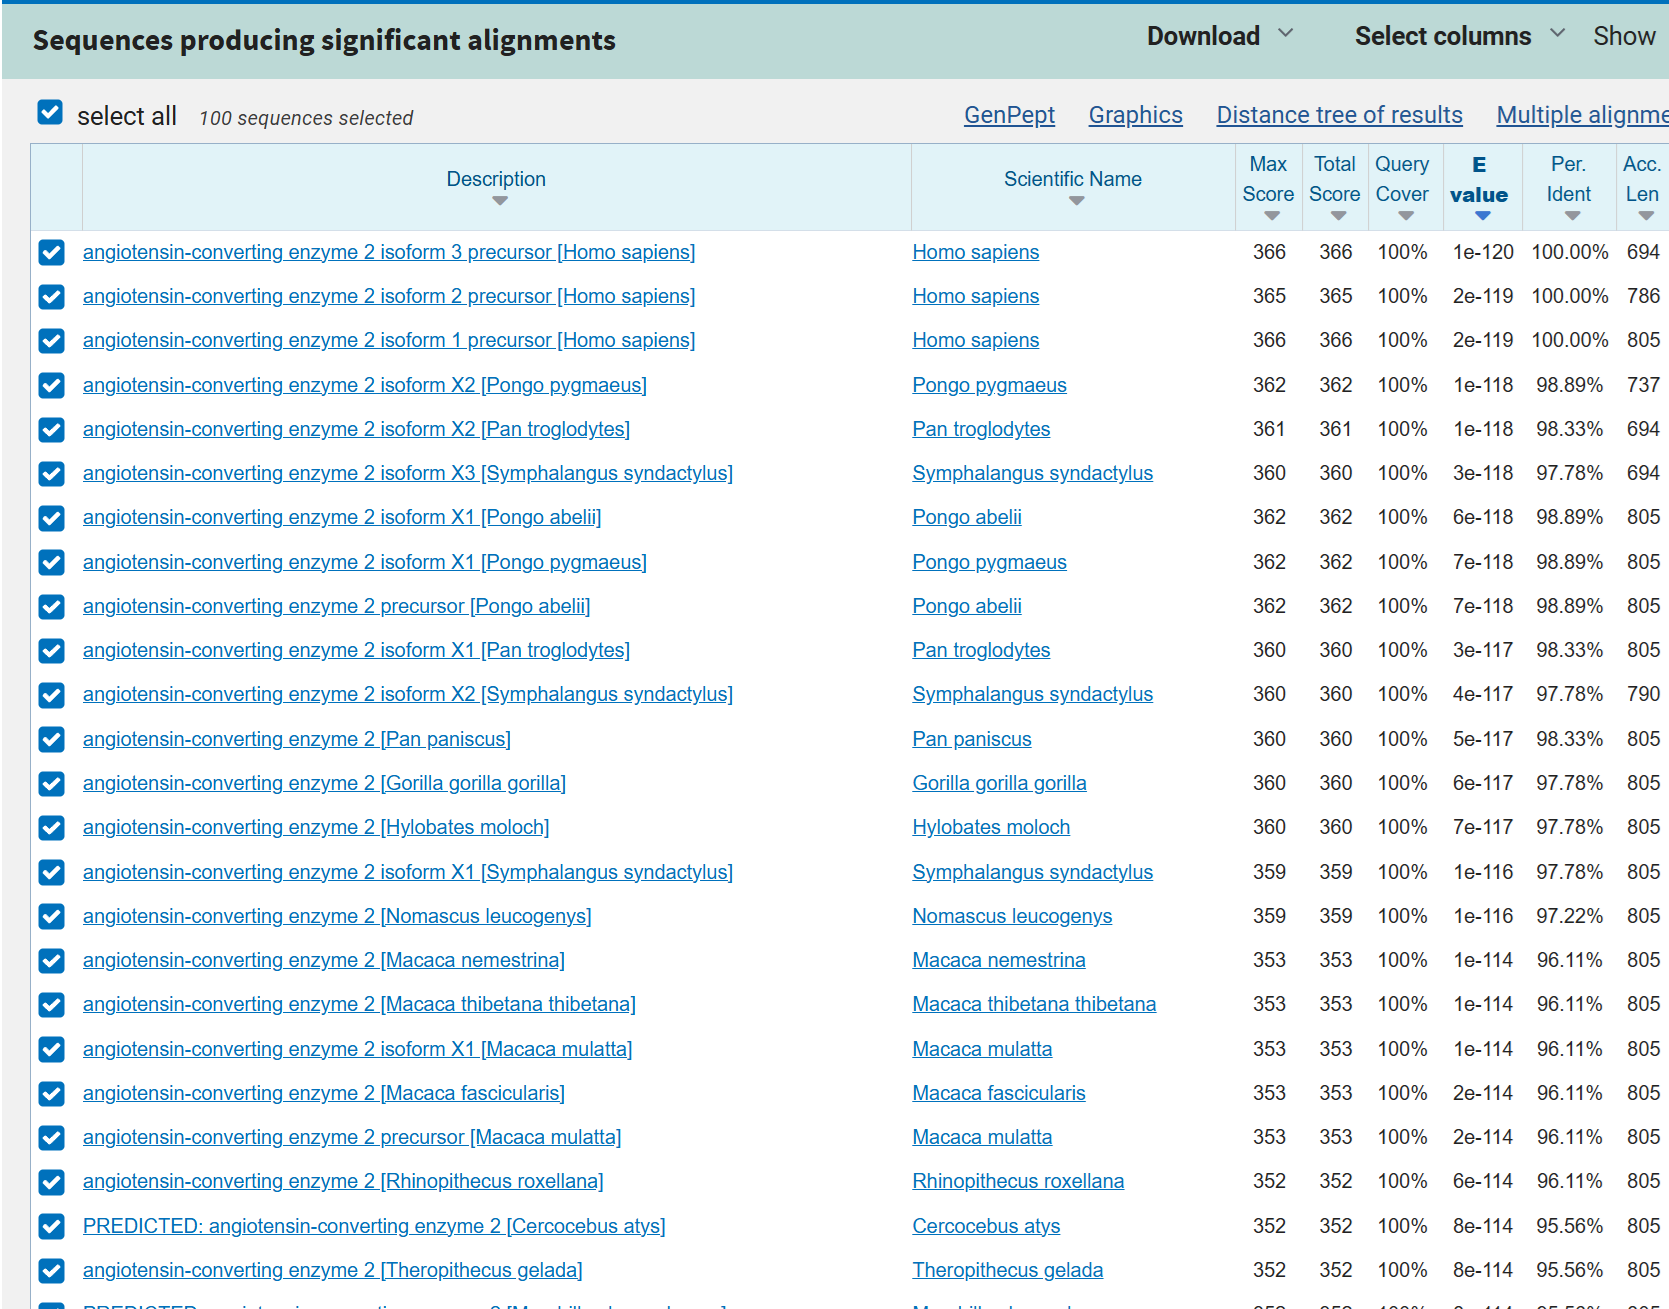 Sequences producing significant alignments Download Select columns Show
select all 100 sequences selected GenPept Graphics Distance tree of results Multiple alignme
Description Scientific Name Max Score Total Score Query Cover E value Per. Ident Acc. Len
angiotensin-converting enzyme 2 isoform 3 precursor [Homo sapiens] Homo sapiens 366 366 100% 1e-120 100.00% 694
angiotensin-converting enzyme 2 isoform 2 precursor [Homo sapiens] Homo sapiens 365 365 100% 2e-119 100.00% 786
angiotensin-converting enzyme 2 isoform 1 precursor [Homo sapiens] Homo sapiens 366 366 100% 2e-119 100.00% 805
angiotensin-converting enzyme 2 isoform X2 [Pongo pygmaeus] Pongo pygmaeus 362 362 100% 1e-118 98.89% 737
angiotensin-converting enzyme 2 isoform X2 [Pan troglodytes] Pan troglodytes 361 361 100% 1e-118 98.33% 694
angiotensin-converting enzyme 2 isoform X3 [Symphalangus syndactylus] Symphalangus syndactylus 360 360 100% 3e-118 97.78% 694
angiotensin-converting enzyme 2 isoform X1 [Pongo abelii] Pongo abelii 362 362 100% 6e-118 98.89% 805
angiotensin-converting enzyme 2 isoform X1 [Pongo pygmaeus] Pongo pygmaeus 362 362 100% 7e-118 98.89% 805
angiotensin-converting enzyme 2 precursor [Pongo abelii] Pongo abelii 362 362 100% 7e-118 98.89% 805
angiotensin-converting enzyme 2 isoform X1 [Pan troglodytes] Pan troglodytes 360 360 100% 3e-117 98.33% 805
angiotensin-converting enzyme 2 isoform X2 [Symphalangus syndactylus] Symphalangus syndactylus 360 360 100% 4e-117 97.78% 790
angiotensin-converting enzyme 2 [Pan paniscus] Pan paniscus 360 360 100% 5e-117 98.33% 805
angiotensin-converting enzyme 2 [Gorilla gorilla gorilla] Gorilla gorilla gorilla 360 360 100% 6e-117 97.78% 805
angiotensin-converting enzyme 2 [Hylobates moloch] Hylobates moloch 360 360 100% 7e-117 97.78% 805
angiotensin-converting enzyme 2 isoform X1 [Symphalangus syndactylus] Symphalangus syndactylus 359 359 100% 1e-116 97.78% 805
angiotensin-converting enzyme 2 [Nomascus leucogenys] Nomascus leucogenys 359 359 100% 1e-116 97.22% 805
angiotensin-converting enzyme 2 [Macaca nemestrina] Macaca nemestrina 353 353 100% 1e-114 96.11% 805
angiotensin-converting enzyme 2 [Macaca thibetana thibetana] Macaca thibetana thibetana 353 353 100% 1e-114 96.11% 805
angiotensin-converting enzyme 2 isoform X1 [Macaca mulatta] Macaca mulatta 353 353 100% 1e-114 96.11% 805
angiotensin-converting enzyme 2 [Macaca fascicularis] Macaca fascicularis 353 353 100% 2e-114 96.11% 805
angiotensin-converting enzyme 2 precursor [Macaca mulatta] Macaca mulatta 353 353 100% 2e-114 96.11% 805
angiotensin-converting enzyme 2 [Rhinopithecus roxellana] Rhinopithecus roxellana 352 352 100% 6e-114 96.11% 805
PREDICTED: angiotensin-converting enzyme 2 [Cercocebus atys] Cercocebus atys 352 352 100% 8e-114 95.56% 805
angiotensin-converting enzyme 2 [Theropithecus gelada] Theropithecus gelada 352 352 100% 8e-114 95.56% 805